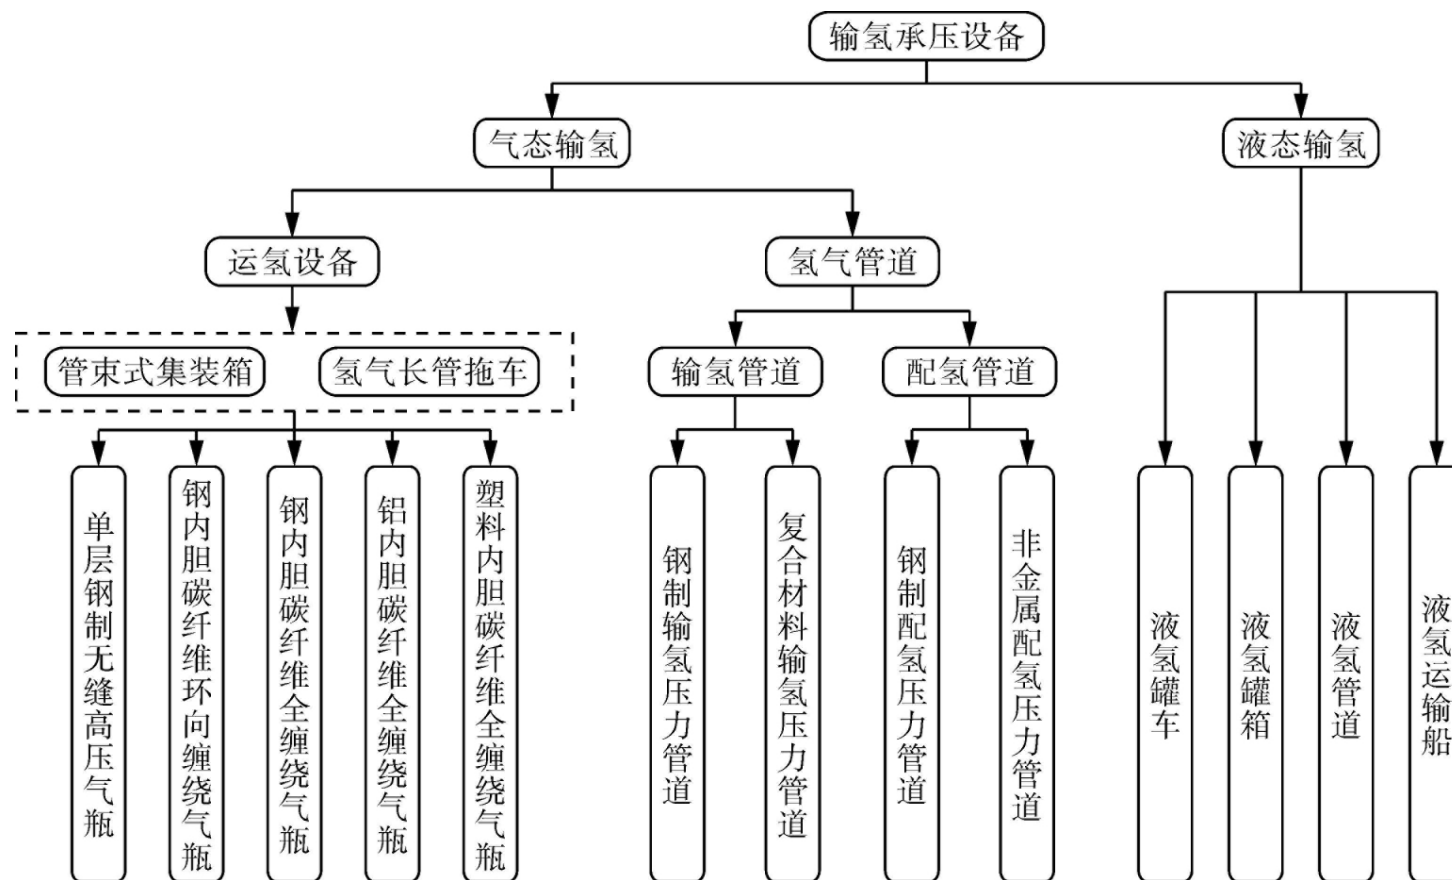 输氢承压设备
气态输氢
液态输氢
运氢设备
氢气管道
管束式集装箱
氢气长管拖车
输氢管道
配氢管道
单层钢制无缝高压气瓶
钢内胆碳纤维环向缠绕气瓶
钢内胆碳纤维全缠绕气瓶
铝内胆碳纤维全缠绕气瓶
塑料内胆碳纤维全缠绕气瓶
钢制输氢压力管道
复合材料输氢压力管道
钢制配氢压力管道
非金属配氢压力管道
液氢罐车
液氢罐箱
液氢管道
液氢运输船